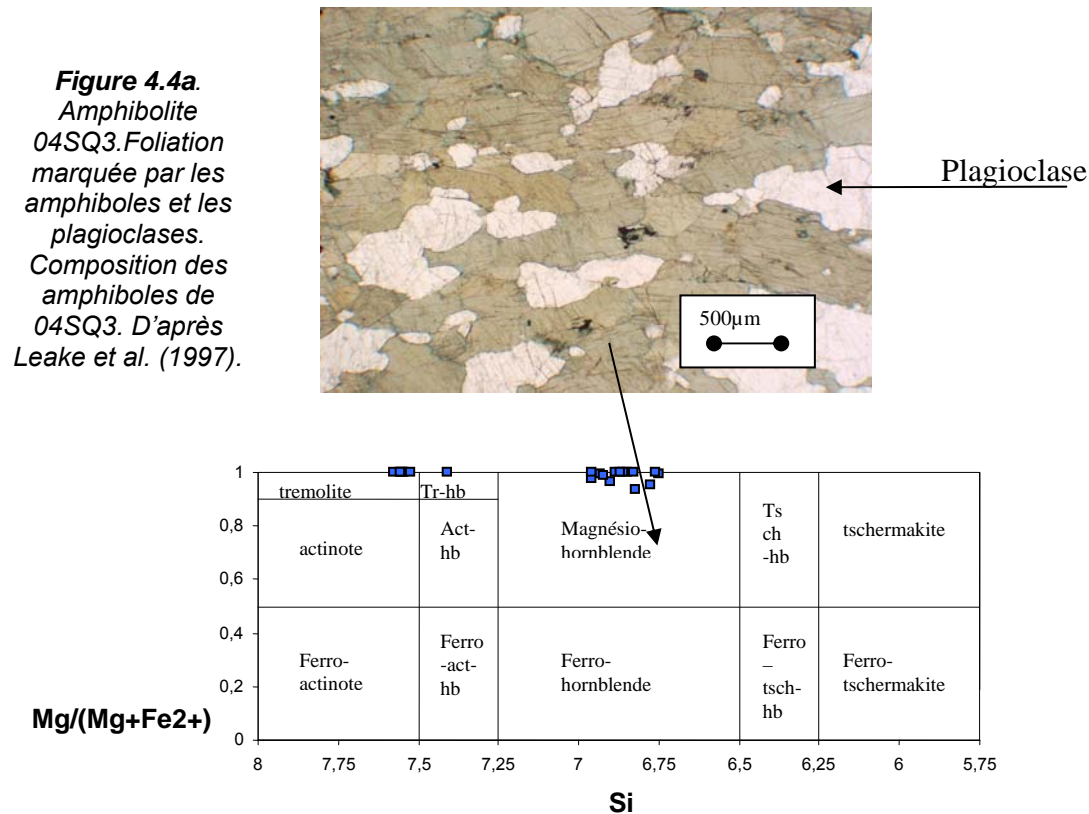 Figure 4.4a.
Amphibolite
04SQ3.Foliation
marquée par les
amphiboles et les
plagioclases.
Composition des
amphiboles de
04SQ3. D'après
Leake et al. (1997).
Plagioclase
500µm
1
0,8
0,6
0,4
0,2
0
tremolite
Tr-hb
actinote
Act-
hb
Magnésio-
hornblende
Ts
ch
-hb
tschermakite
Ferro-
actinote
Ferro
-act-
hb
Ferro-
hornblende
Ferro
–
tsch-
hb
Ferro-
tschermakite
Mg/(Mg+Fe2+)
8 7,75 7,5 7,25 7 6,75 6,5 6,25 6 5,75
Si